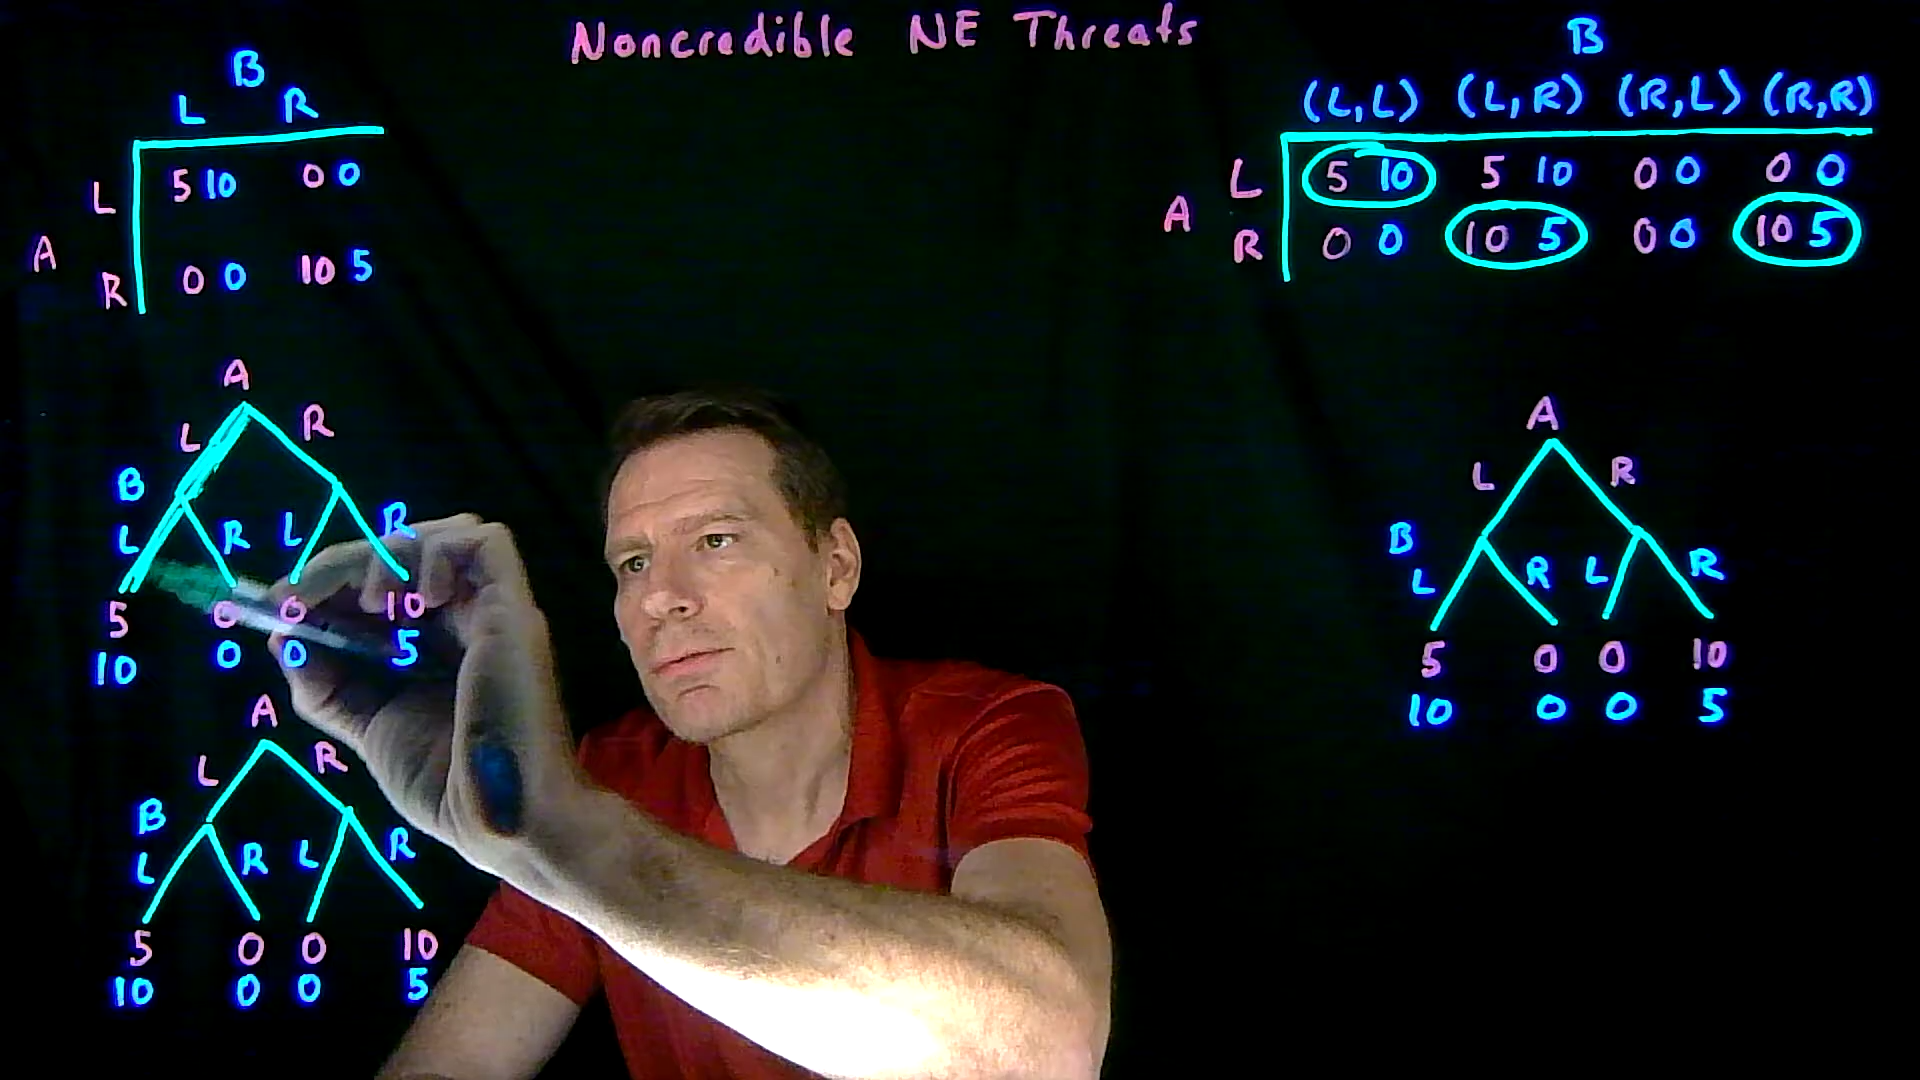 Noncredible NE Threats
B
L R
L 5 10 0 0
A
R 0 0 10 5
B
(L,L) (L,R) (R,L) (R,R)
L 5 10 5 10 0 0 0 0
A
R 0 0 10 5 0 0 10 5
A
L R
B
L R L R
5 0 0 10
10 0 0 5
A
L R
B
L R L R
5 0 0 10
10 0 0 5
A
L R
B
L R L R
5 0 0 10
10 0 0 5